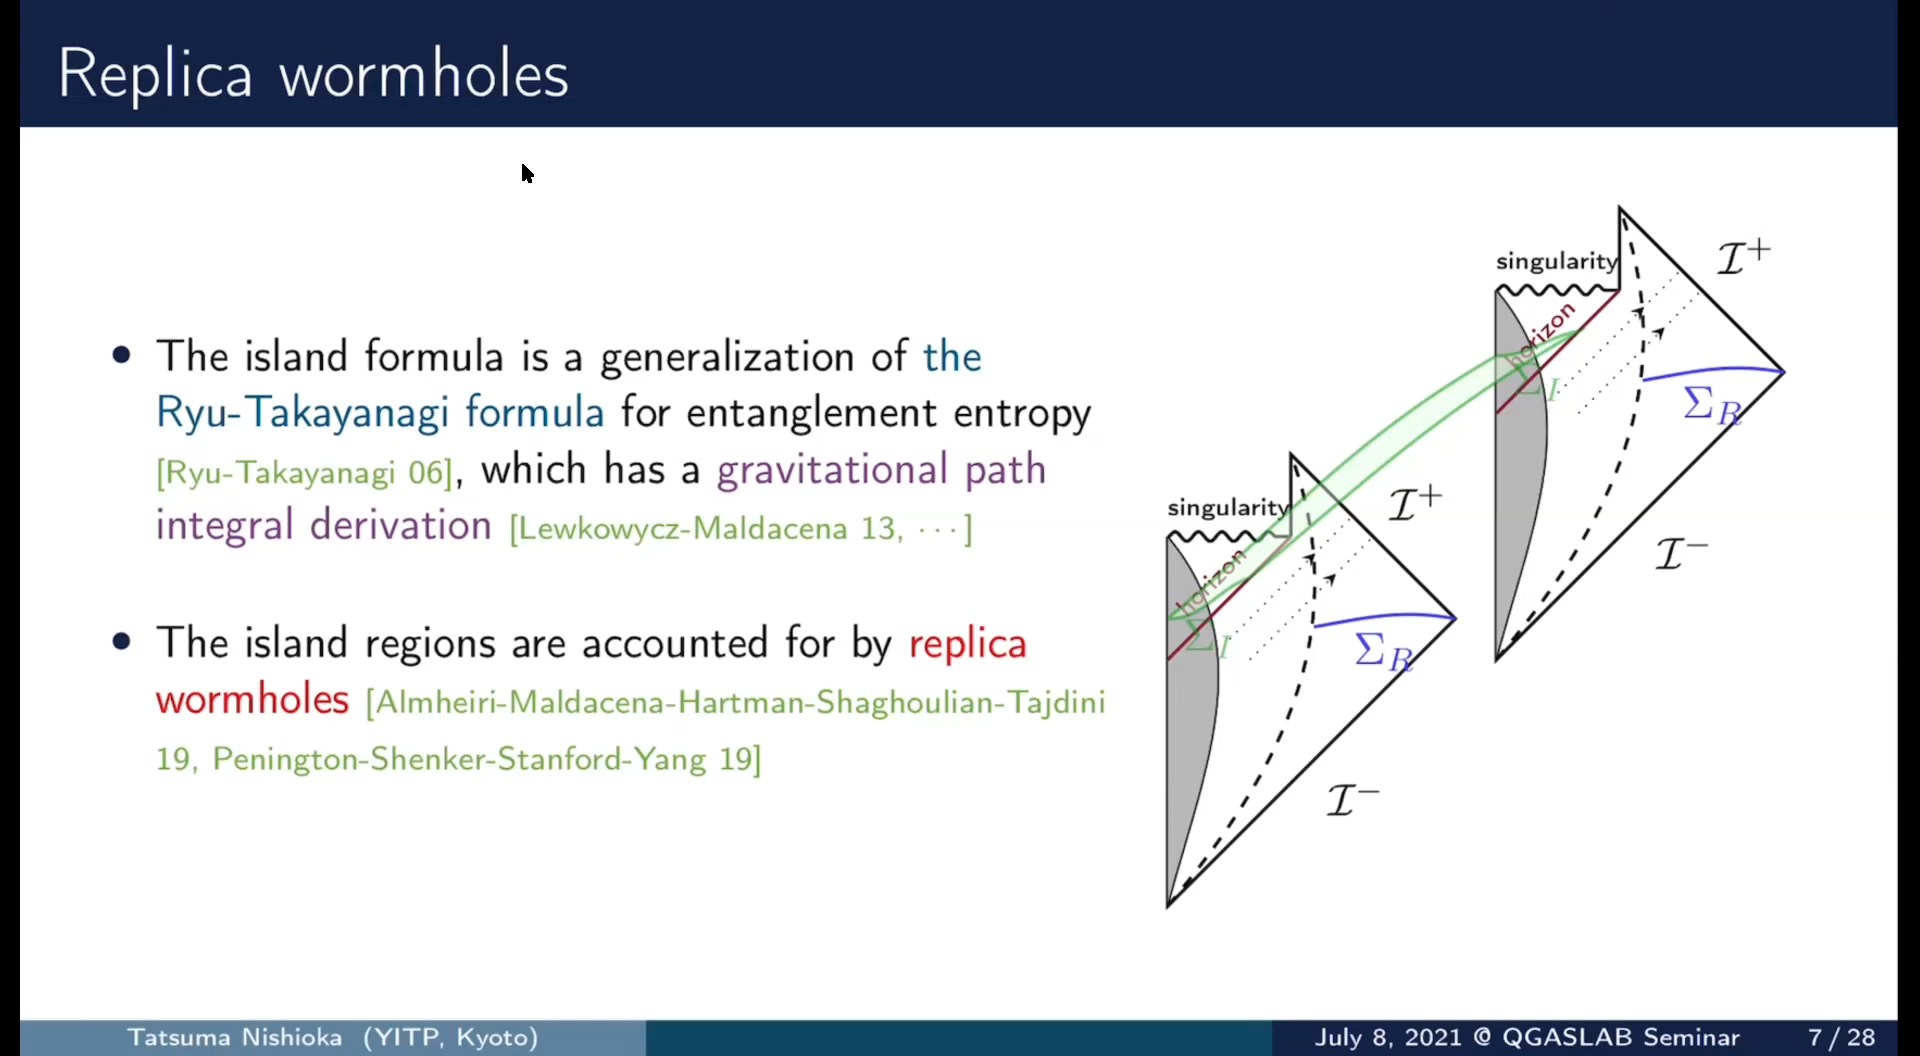 Replica wormholes
• The island formula is a generalization of the
Ryu-Takayanagi formula for entanglement entropy
[Ryu-Takayanagi 06], which has a gravitational path
integral derivation [Lewkowycz-Maldacena 13, ···]
• The island regions are accounted for by replica
wormholes [Almheiri-Maldacena-Hartman-Shaghoulian-Tajdini
19, Penington-Shenker-Stanford-Yang 19]
singularity
ℐ⁺
horizon
Σ_I
Σ_R
ℐ⁻
singularity
ℐ⁺
horizon
Σ_I
Σ_R
ℐ⁻
Tatsuma Nishioka (YITP, Kyoto)
July 8, 2021 @ QGASLAB Seminar
7 / 28